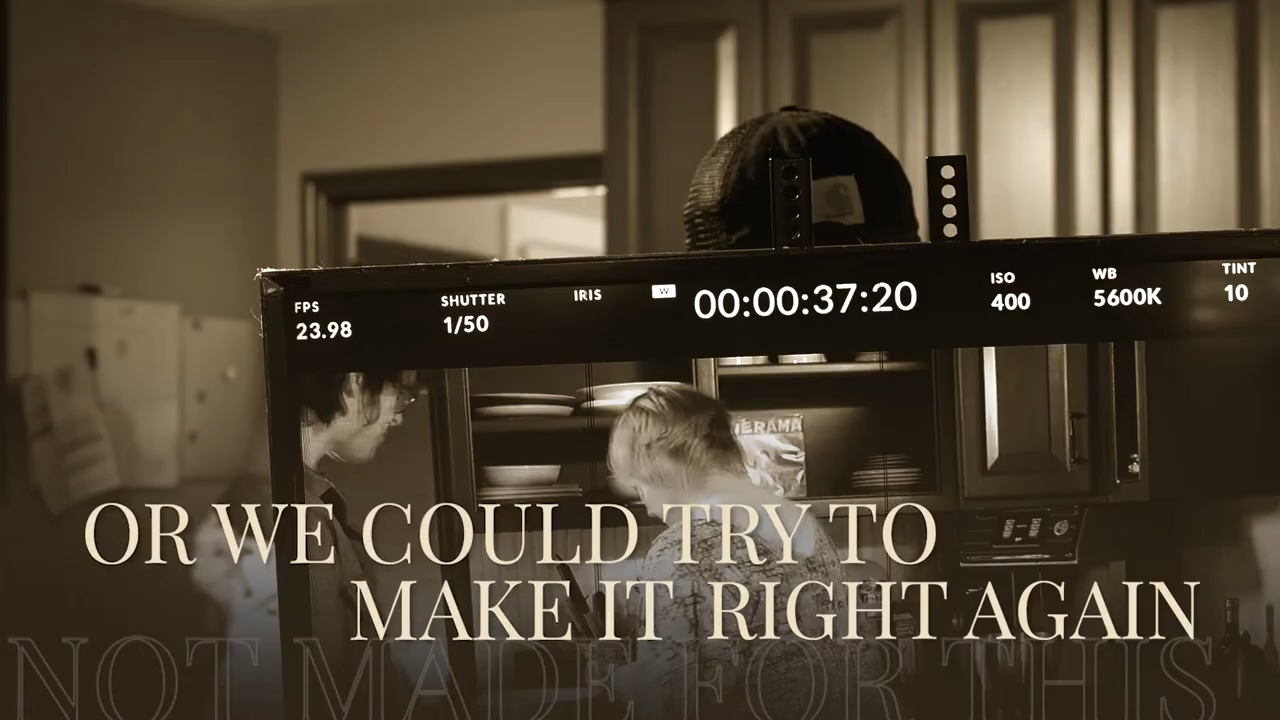 FPS
23.98
SHUTTER
1/50
IRIS
W
00:00:37:20
ISO
400
WB
5600K
TINT
10
OR WE COULD TRY TO
MAKE IT RIGHT AGAIN
NOT MADE FOR THIS